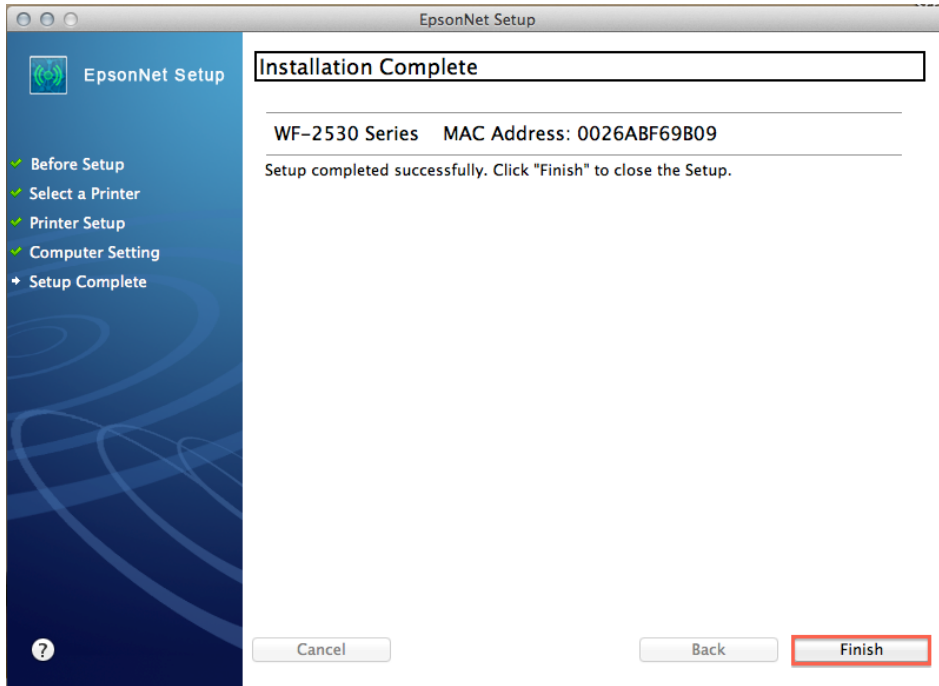 EpsonNet Setup
EpsonNet Setup
Before Setup
Select a Printer
Printer Setup
Computer Setting
Setup Complete
Installation Complete
WF-2530 Series MAC Address: 0026ABF69B09
Setup completed successfully. Click "Finish" to close the Setup.
?
Cancel
Back
Finish